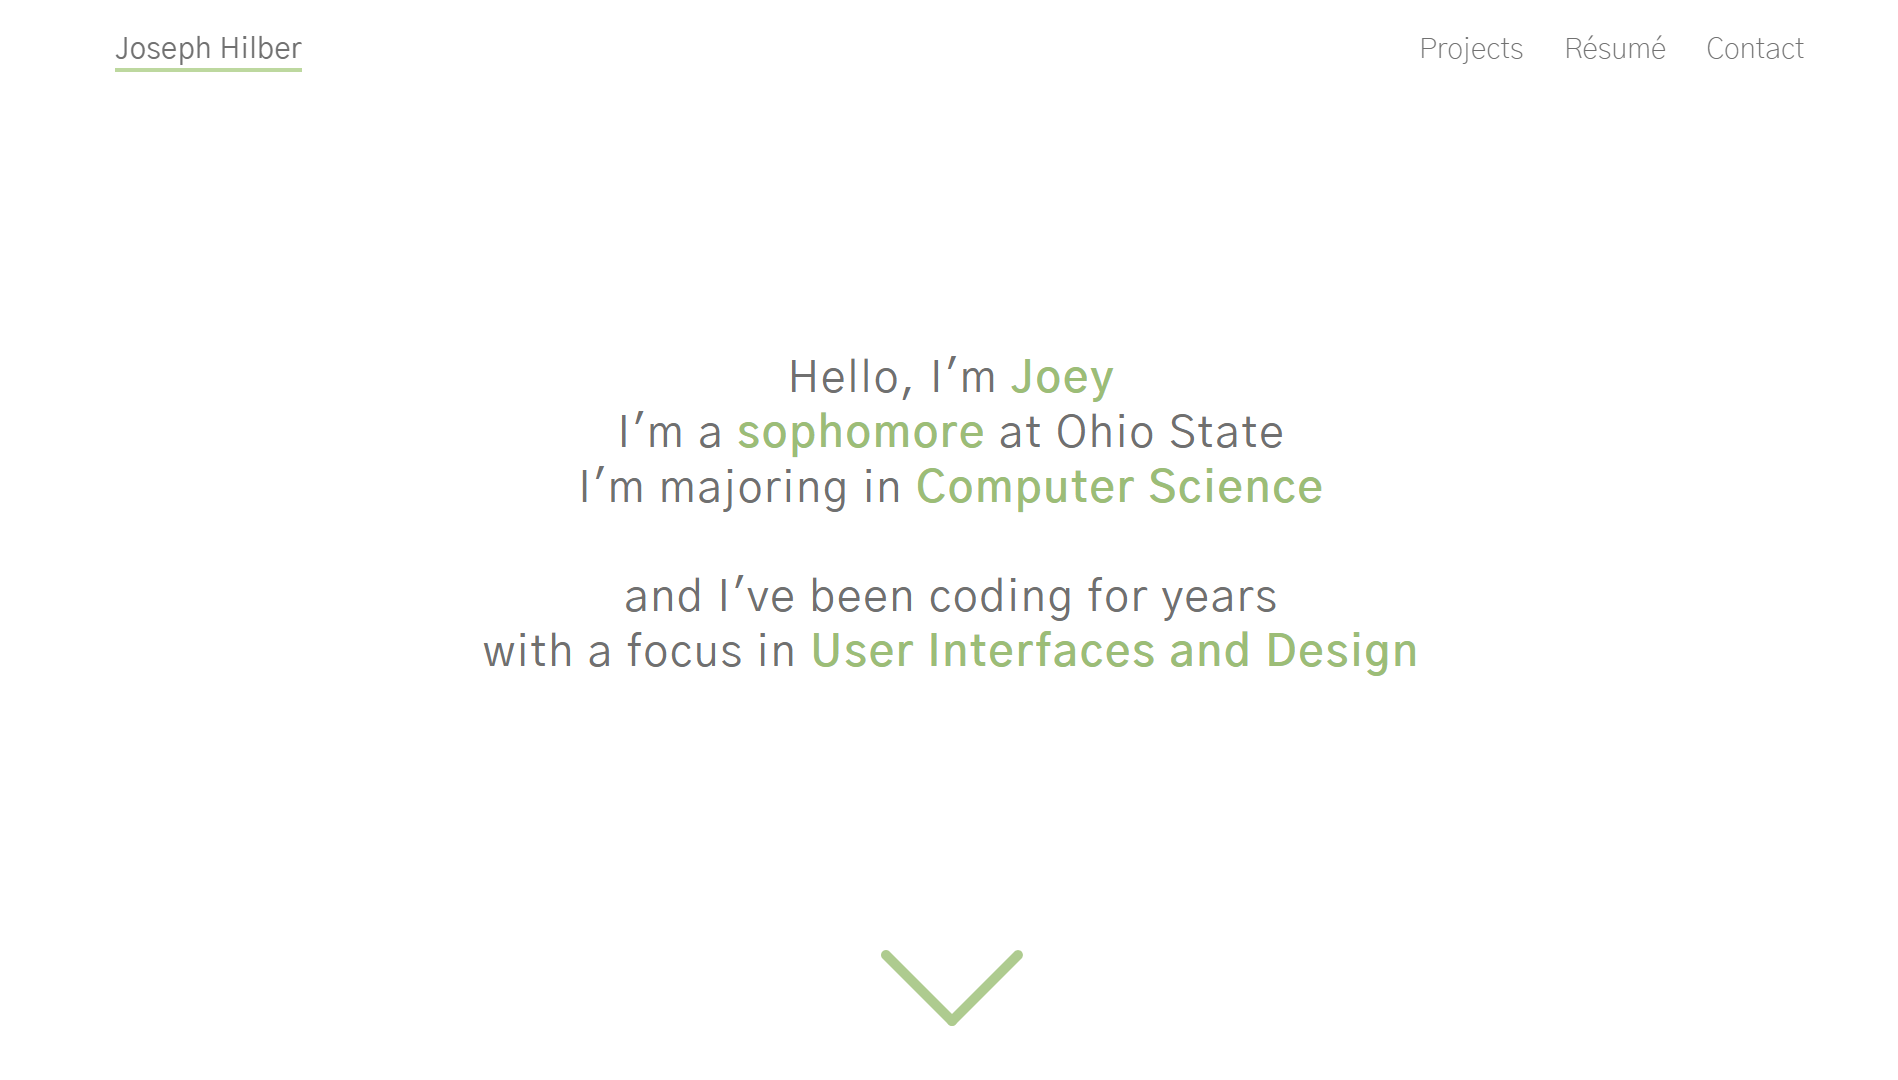 Joseph Hilber
Projects Résumé Contact
Hello, I’m Joey
I’m a sophomore at Ohio State
I’m majoring in Computer Science
and I’ve been coding for years
with a focus in User Interfaces and Design